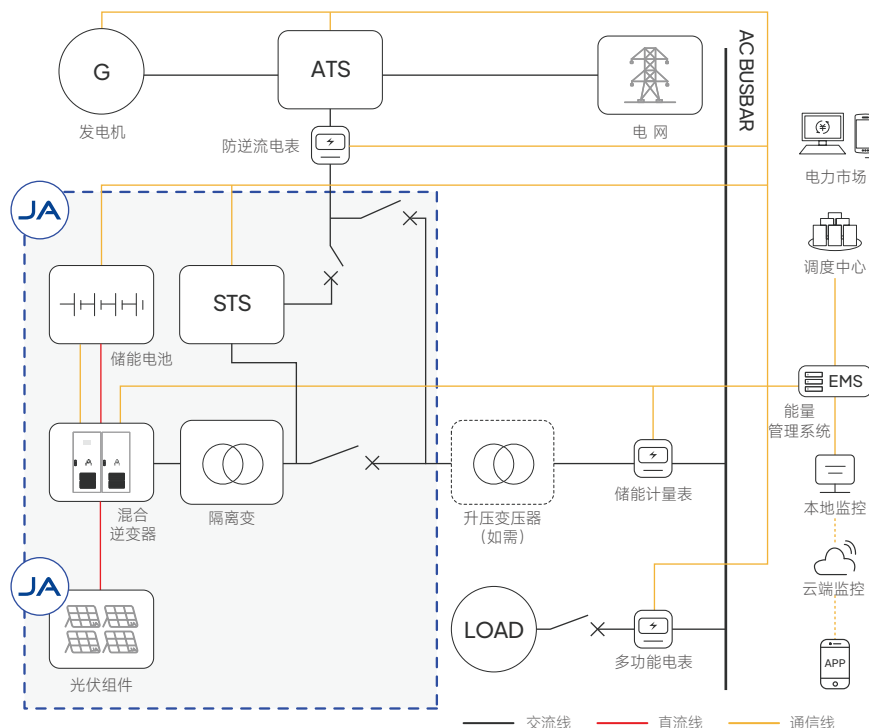 G
发电机
ATS
电 网
AC BUSBAR
防逆流电表
¥
电力市场
JA
调度中心
STS
储能电池
EMS
能量
管理系统
混合
逆变器
隔离变
升压变压器
（如需）
储能计量表
本地监控
JA
云端监控
LOAD
多功能电表
APP
光伏组件
交流线
直流线
通信线